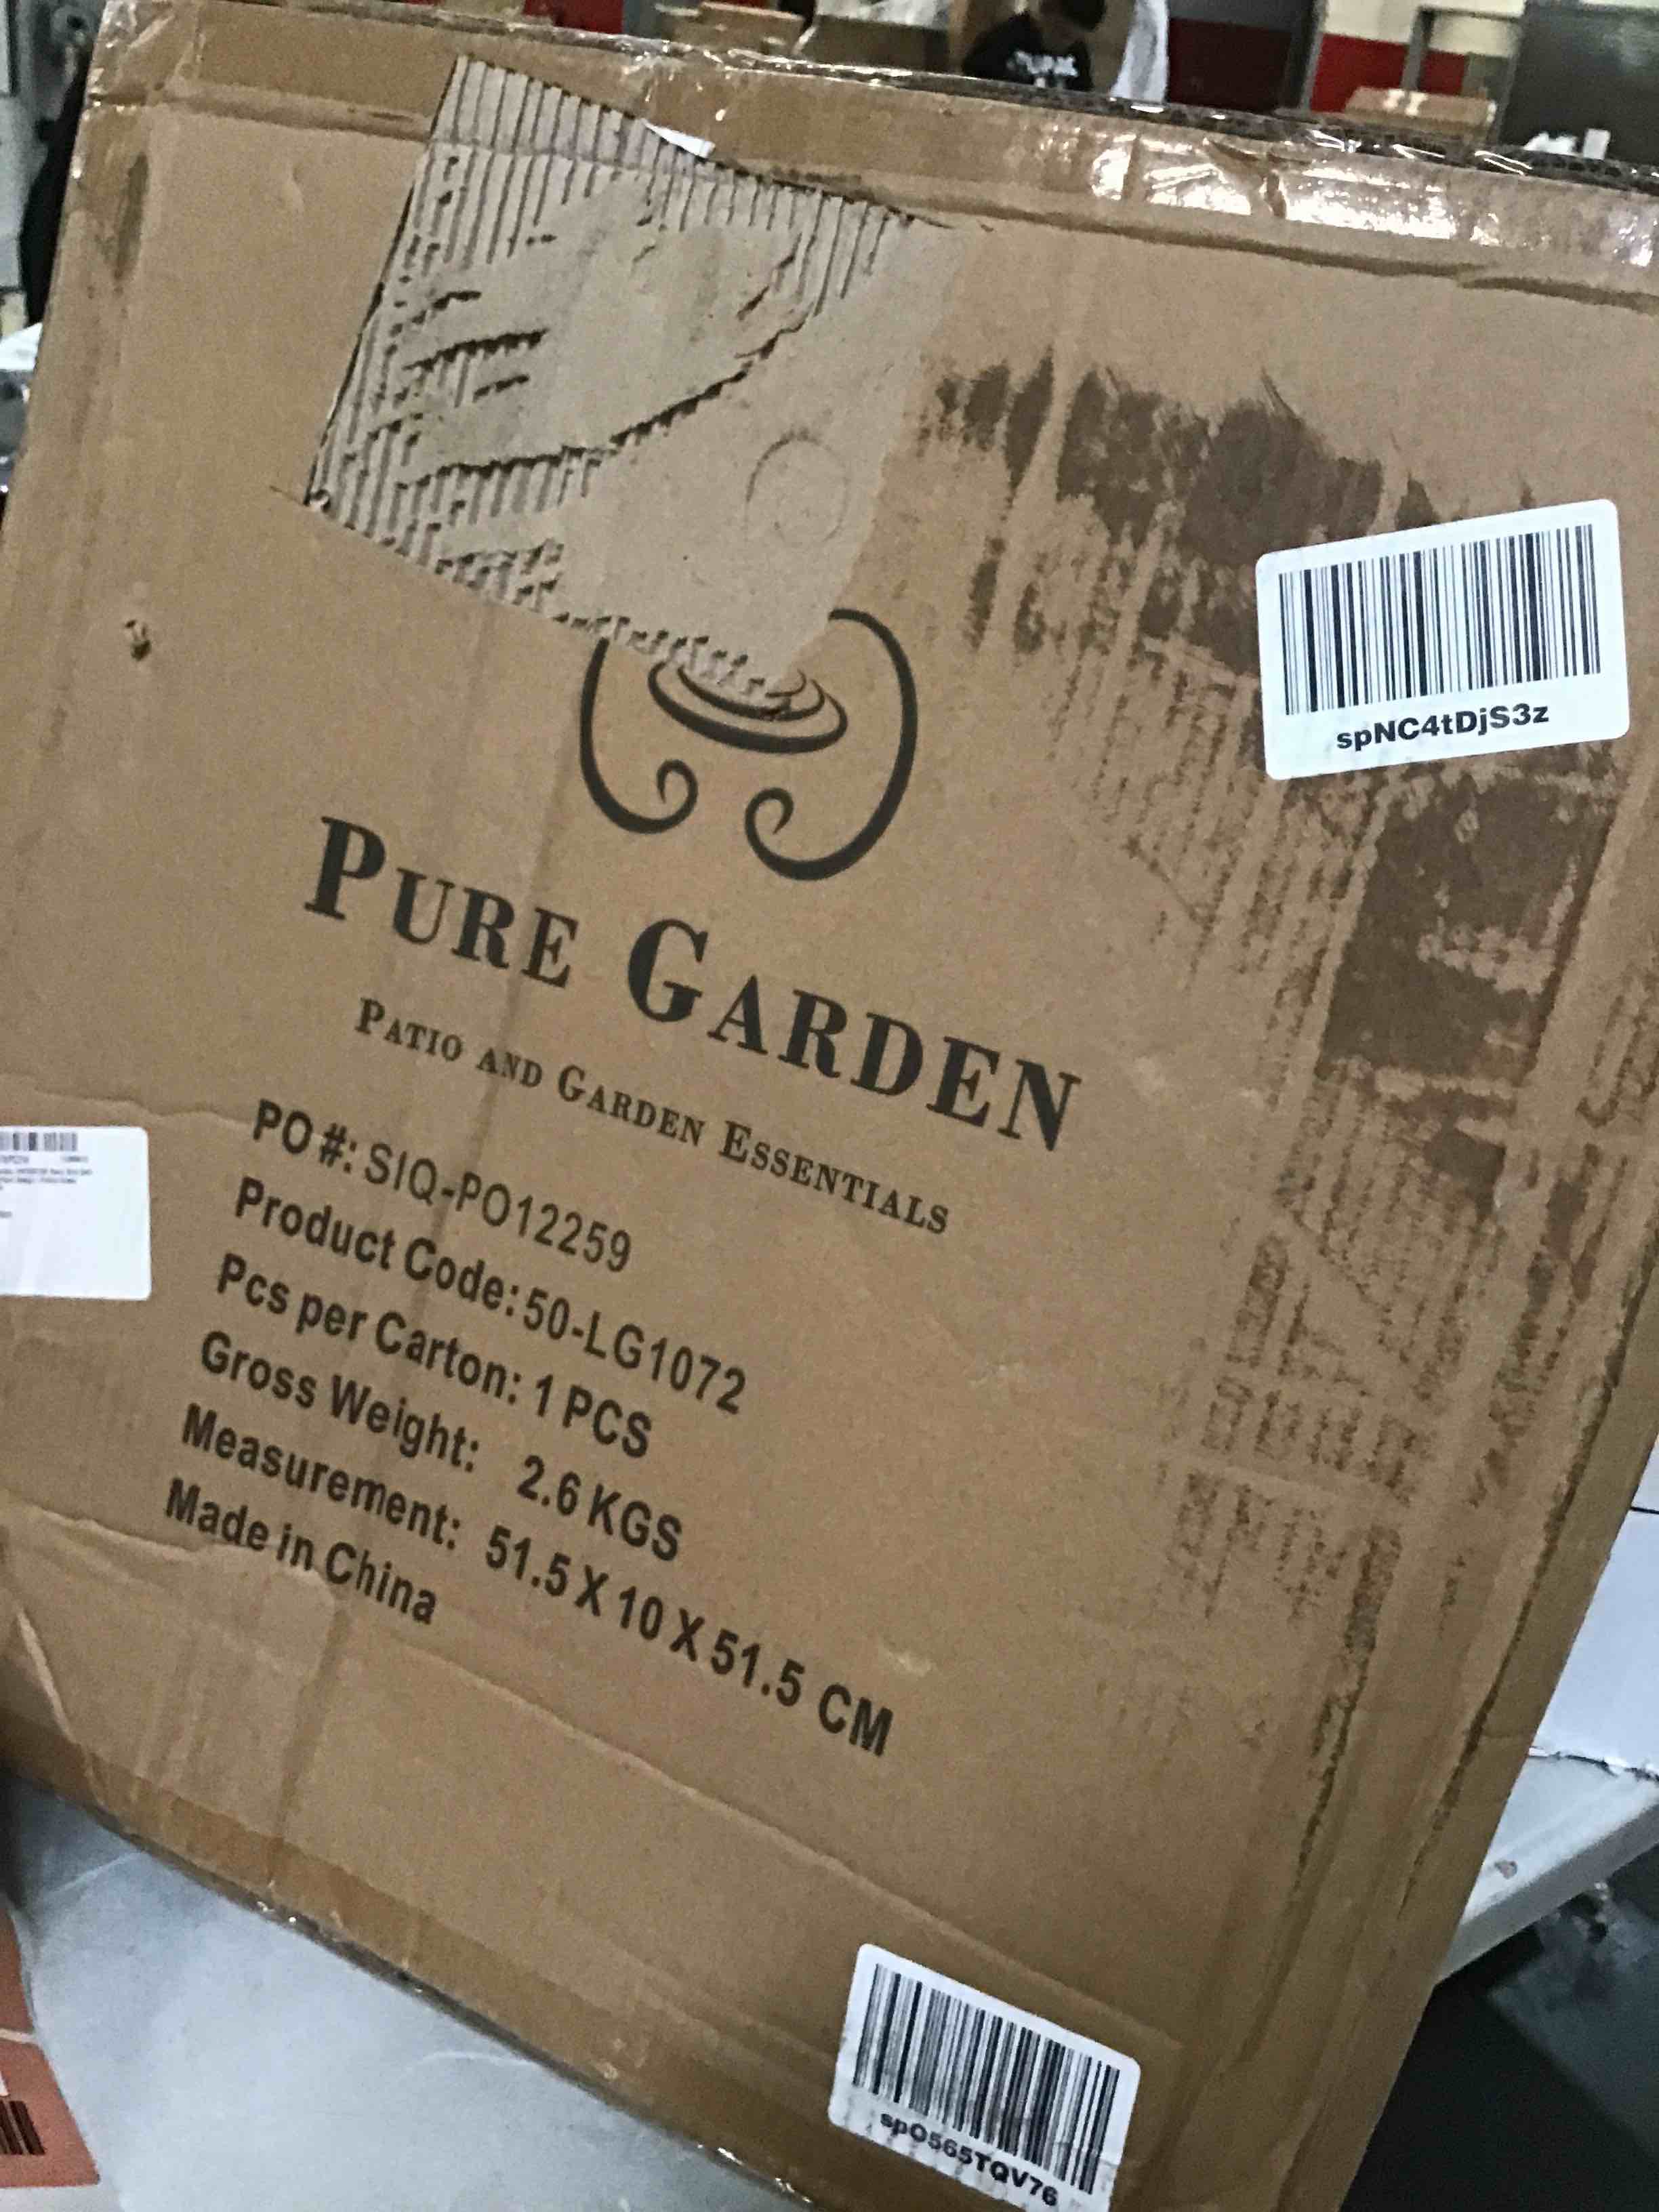 spNC4tDjS3z
PURE GARDEN
PATIO AND GARDEN ESSENTIALS
PO #: SIQ-PO12259
Product Code: 50-LG1072
Pcs per Carton: 1 PCS
Gross Weight: 2.6 KGS
Measurement: 51.5 X 10 X 51.5 CM
Made in China
spO565TQV76